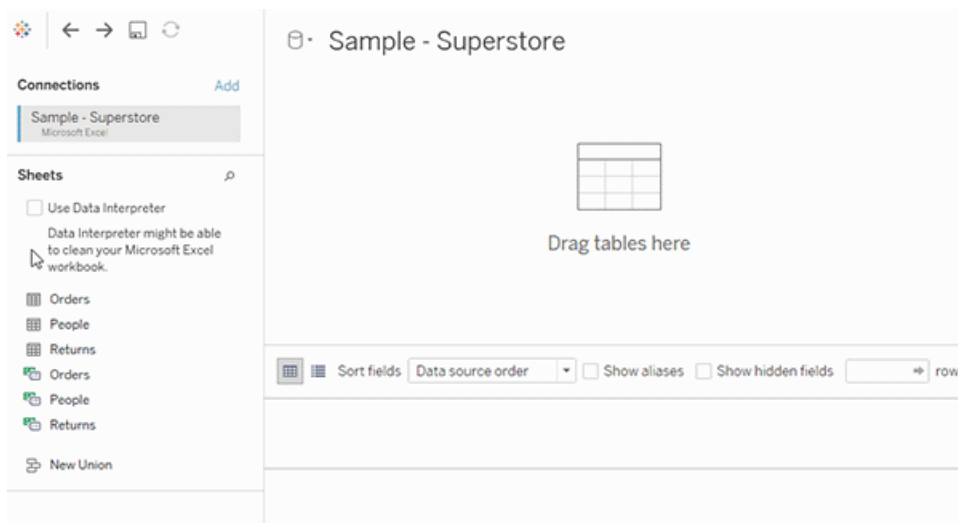 Sample - Superstore
Connections
Add
Sample - Superstore
Microsoft Excel
Sheets
Use Data Interpreter
Data Interpreter might be able
to clean your Microsoft Excel
workbook.
Orders
People
Returns
Orders
People
Returns
New Union
Drag tables here
Sort fields Data source order Show aliases Show hidden fields row